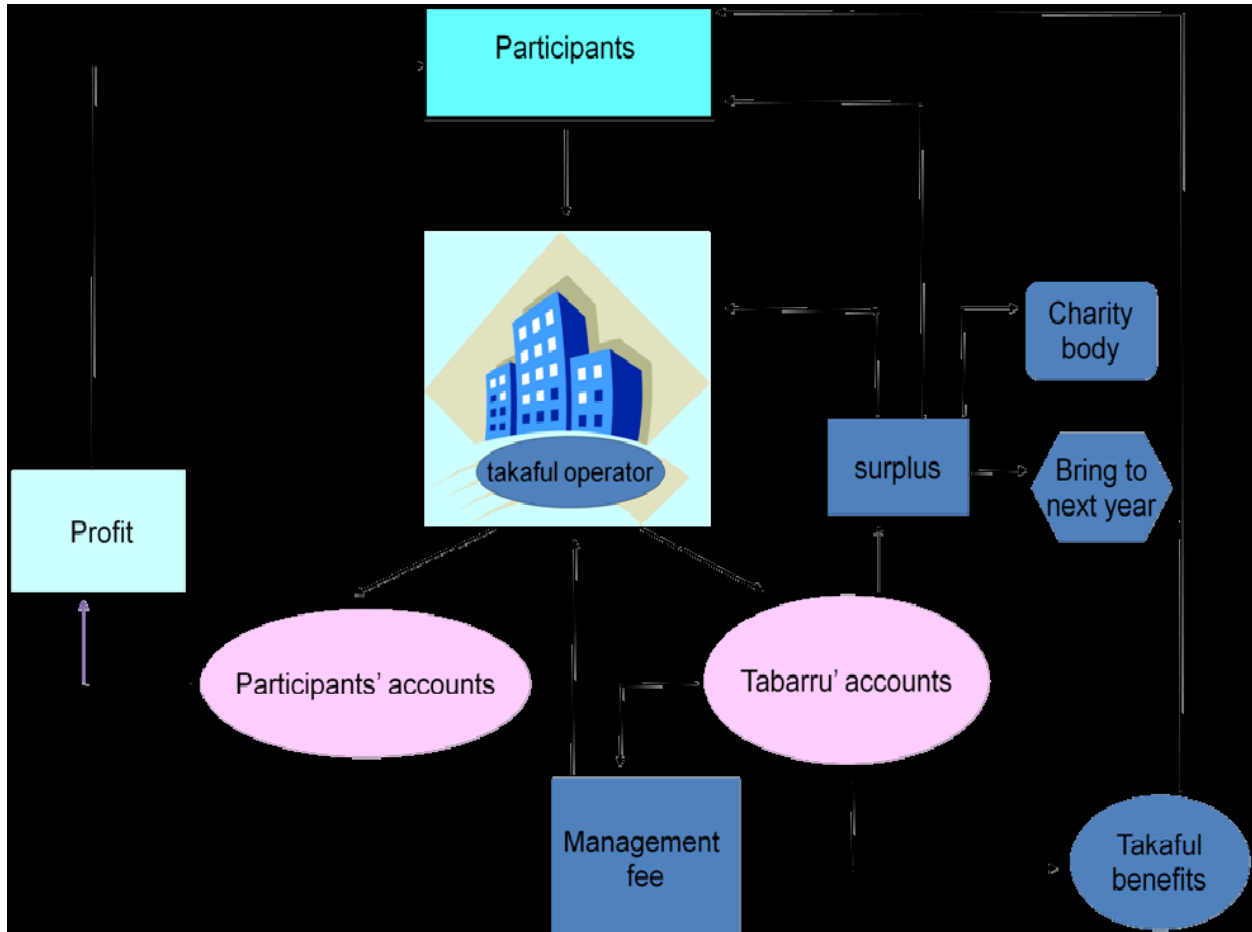 Participants
Charity
body
takaful operator
surplus
Bring to
next year
Profit
Participants’ accounts
Tabarru’ accounts
Management
fee
Takaful
benefits